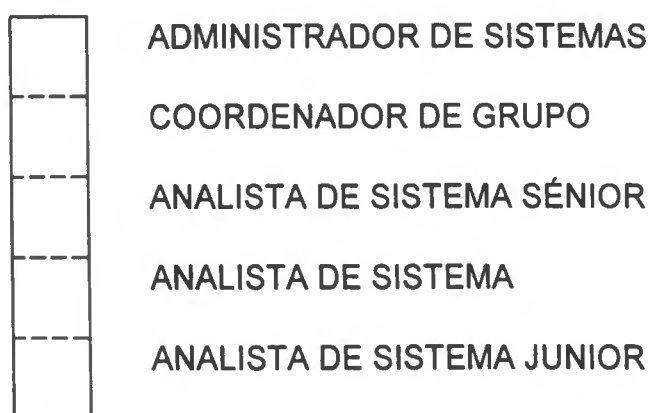 ADMINISTRADOR DE SISTEMAS
COORDENADOR DE GRUPO
ANALISTA DE SISTEMA SÉNIOR
ANALISTA DE SISTEMA
ANALISTA DE SISTEMA JUNIOR